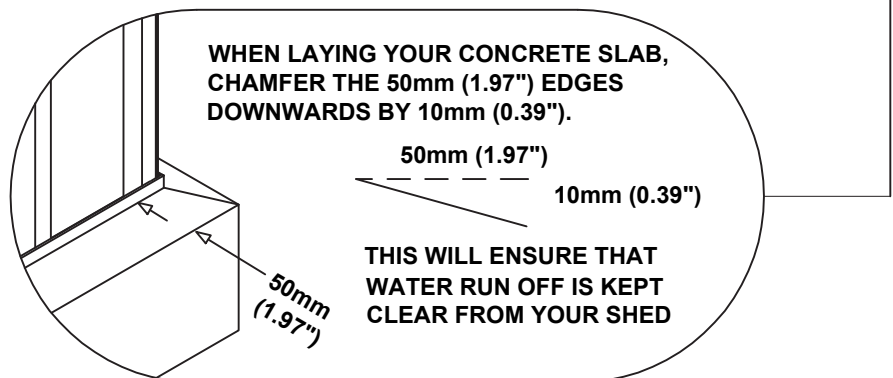 WHEN LAYING YOUR CONCRETE SLAB,
CHAMFER THE 50mm (1.97") EDGES
DOWNWARDS BY 10mm (0.39").
50mm (1.97")
10mm (0.39")
THIS WILL ENSURE THAT
WATER RUN OFF IS KEPT
CLEAR FROM YOUR SHED
50mm
(1.97")